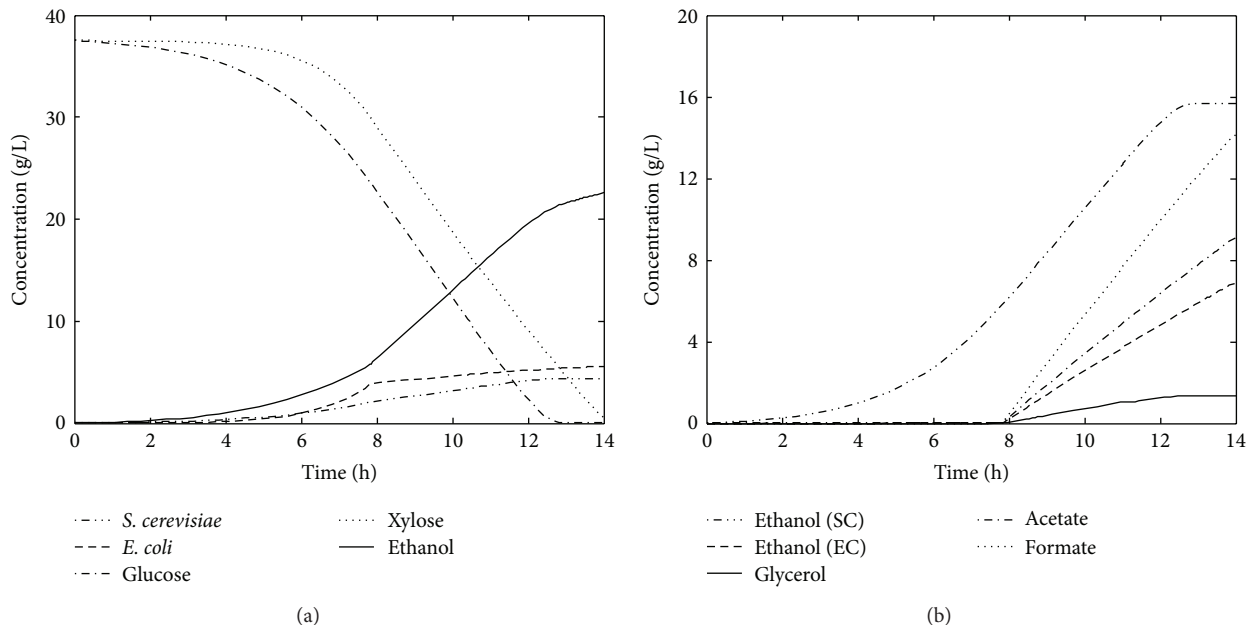 40
30
20
10
0
Concentration (g/L)
0 2 4 6 8 10 12 14
Time (h)
S. cerevisiae
E. coli
Glucose
Xylose
Ethanol
(a)
20
16
12
8
4
0
Concentration (g/L)
0 2 4 6 8 10 12 14
Time (h)
Ethanol (SC)
Ethanol (EC)
Glycerol
Acetate
Formate
(b)